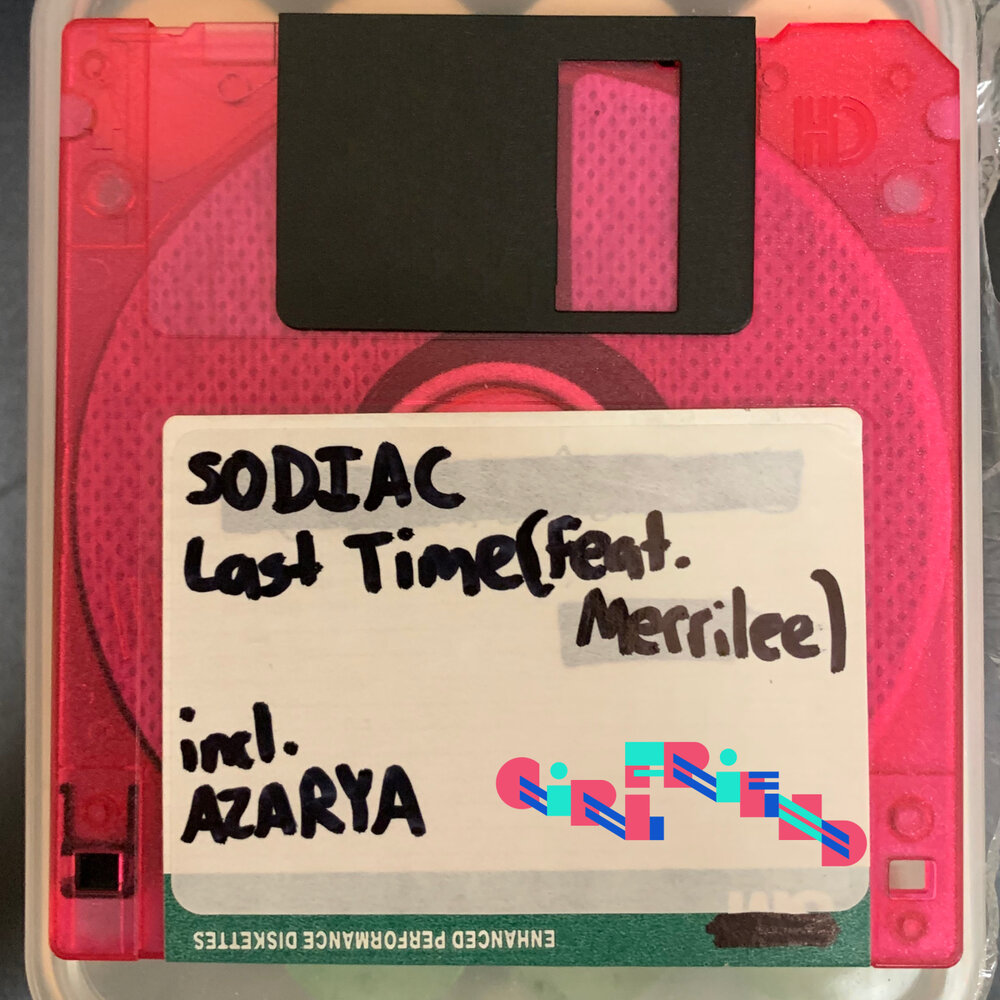 HD
SODIAC
Last Time (feat.
Merrilee)
incl.
AZARYA
GIRLFRIEND
ENHANCED PERFORMANCE DISKETTES